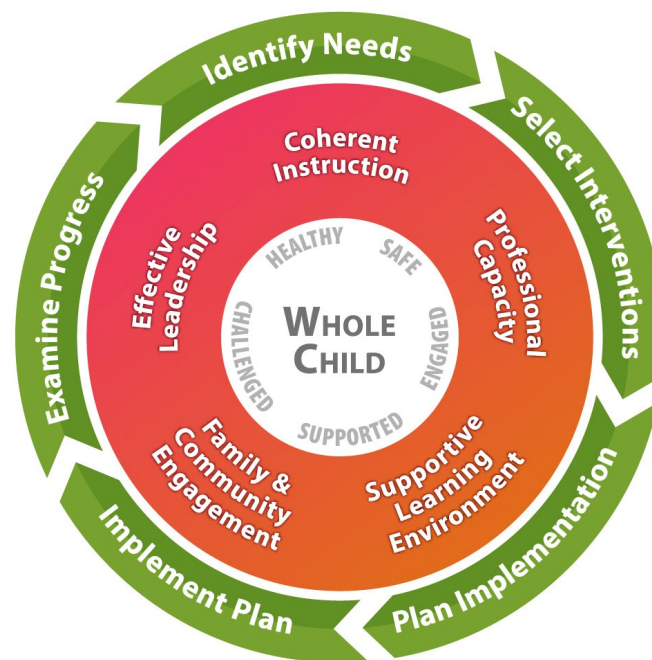 Identify Needs
Select Interventions
Plan Implementation
Implement Plan
Examine Progress
Coherent
Instruction
Professional
Capacity
Supportive
Learning
Environment
Family &
Community
Engagement
Effective
Leadership
HEALTHY
SAFE
ENGAGED
SUPPORTED
CHALLENGED
WHOLE
CHILD